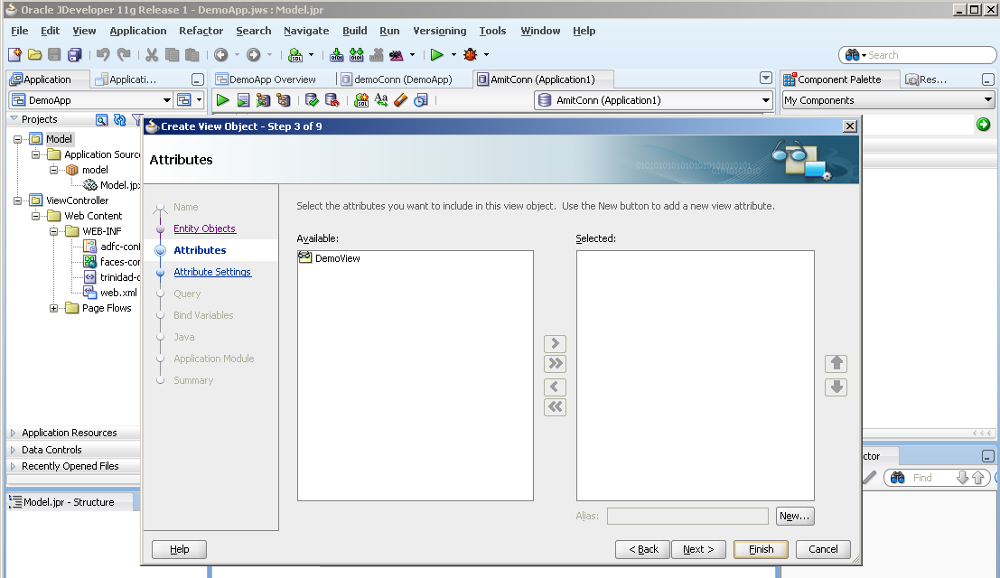 Oracle JDeveloper 11g Release 1 - DemoApp.jws : Model.jpr
File Edit View Application Refactor Search Navigate Build Run Versioning Tools Window Help
Search
Application Applicati... DemoApp Overview demoConn (DemoApp) AmitConn (Application1) Component Palette Res...
DemoApp AmitConn (Application1) My Components
Projects
Model
Application Sourc
model
Model.jp
ViewController
Web Content
WEB-INF
adfc-con
faces-con
trinidad-c
web.xml
Page Flows
Application Resources
Data Controls
Recently Opened Files
Model.jpr - Structure
Create View Object - Step 3 of 9
Attributes
01010101010101010101010101
0101010101010
Name
Entity Objects
Attributes
Attribute Settings
Query
Bind Variables
Java
Application Module
Summary
Select the attributes you want to include in this view object. Use the New button to add a new view attribute.
Available: Selected:
DemoView
Alias: New...
Help < Back Next > Finish Cancel
ctor
Find